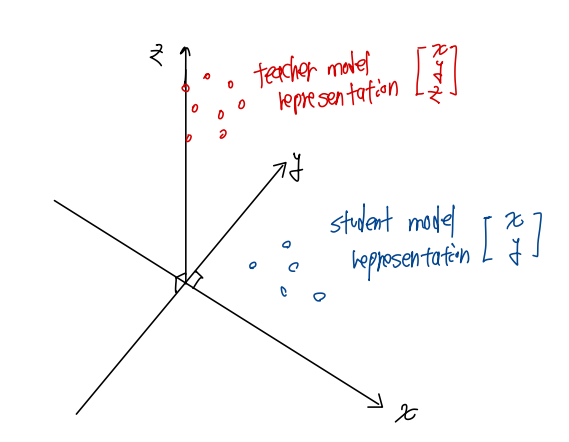 z
teacher model
representation [x y z]
y
student model
representation [x y]
x